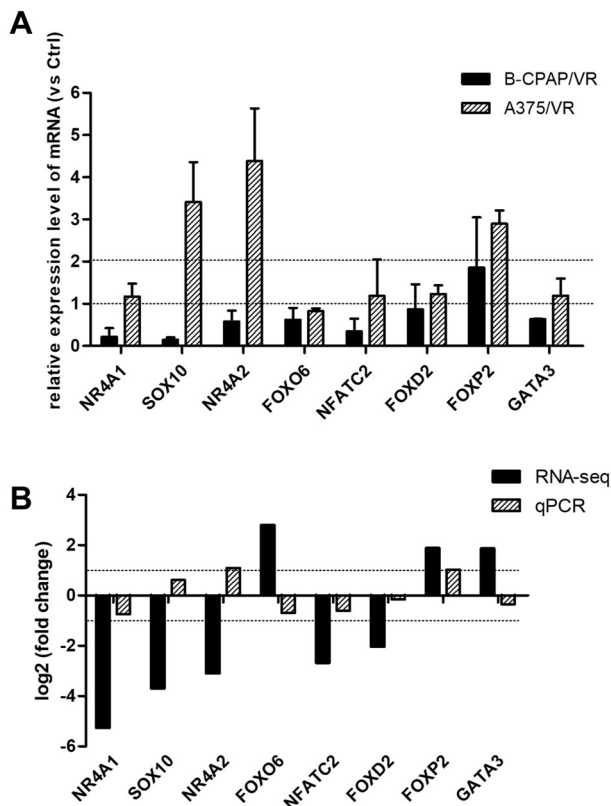 A
B-CPAP/VR
A375/VR
relative expression level of mRNA (vs Ctrl)
6
5
4
3
2
1
0
NR4A1
SOX10
NR4A2
FOXO6
NFATC2
FOXD2
FOXP2
GATA3
B
RNA-seq
qPCR
log2 (fold change)
4
2
0
-2
-4
-6
NR4A1
SOX10
NR4A2
FOXO6
NFATC2
FOXD2
FOXP2
GATA3